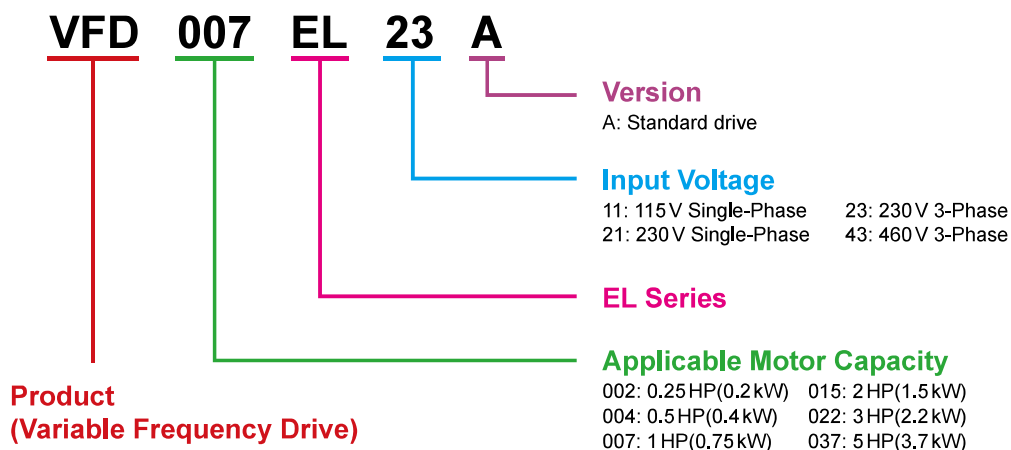 VFD 007 EL 23 A
Version
A: Standard drive
Input Voltage
11: 115 V Single-Phase 23: 230 V 3-Phase
21: 230 V Single-Phase 43: 460 V 3-Phase
EL Series
Applicable Motor Capacity
002: 0.25 HP(0.2 kW) 015: 2 HP(1.5 kW)
004: 0.5 HP(0.4 kW) 022: 3 HP(2.2 kW)
007: 1 HP(0.75 kW) 037: 5 HP(3.7 kW)
Product
(Variable Frequency Drive)